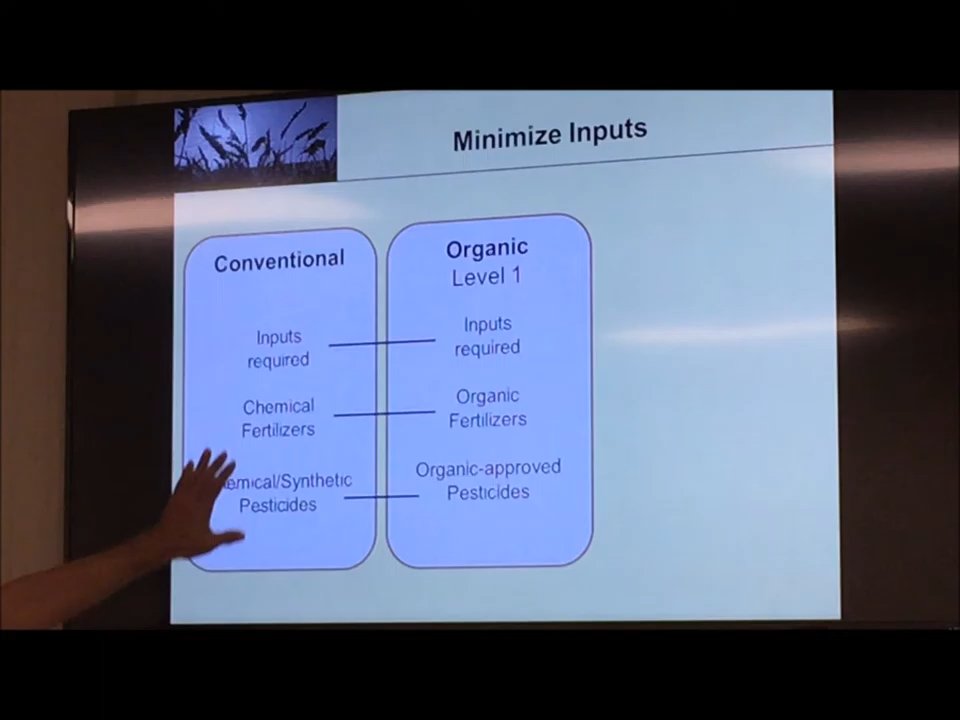 Minimize Inputs
Conventional
Inputs
required
Chemical
Fertilizers
emical/Synthetic
Pesticides
Organic
Level 1
Inputs
required
Organic
Fertilizers
Organic-approved
Pesticides